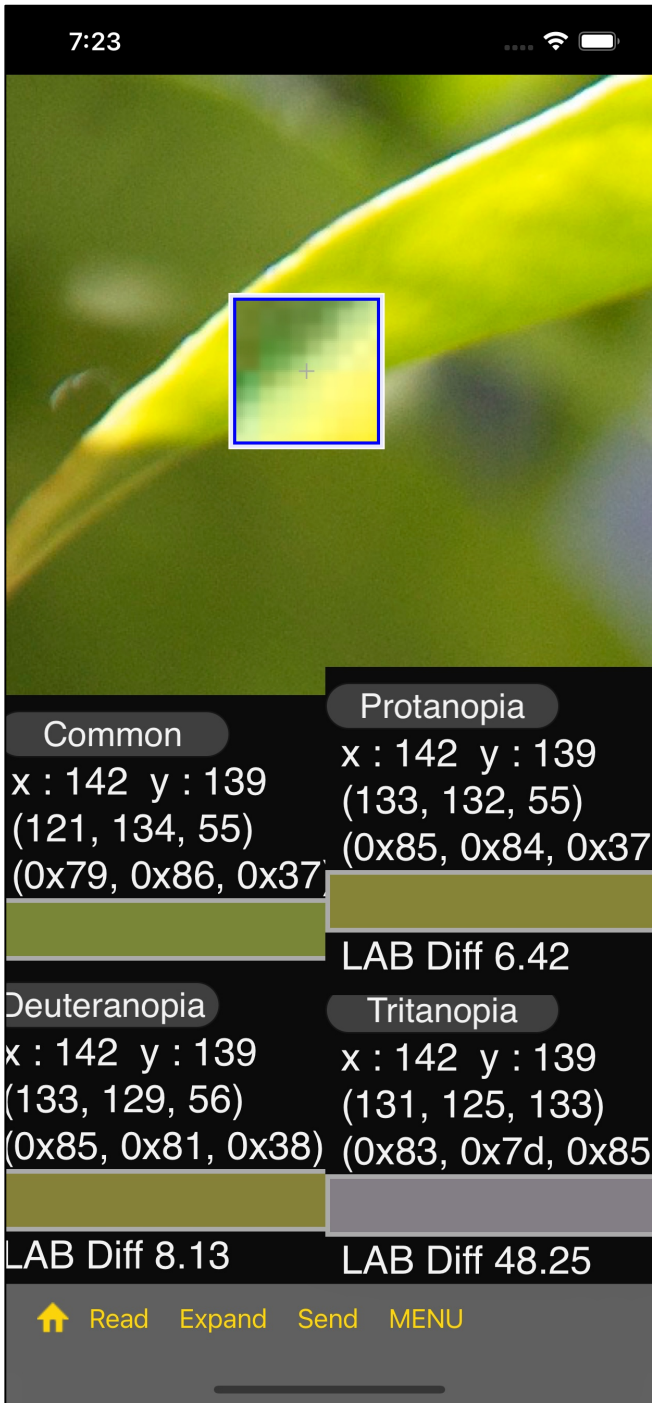 7:23
Common
x : 142 y : 139
(121, 134, 55)
(0x79, 0x86, 0x37)
Protanopia
x : 142 y : 139
(133, 132, 55)
(0x85, 0x84, 0x37
LAB Diff 6.42
Deuteranopia
x : 142 y : 139
(133, 129, 56)
(0x85, 0x81, 0x38)
LAB Diff 8.13
Tritanopia
x : 142 y : 139
(131, 125, 133)
(0x83, 0x7d, 0x85
LAB Diff 48.25
Read Expand Send MENU